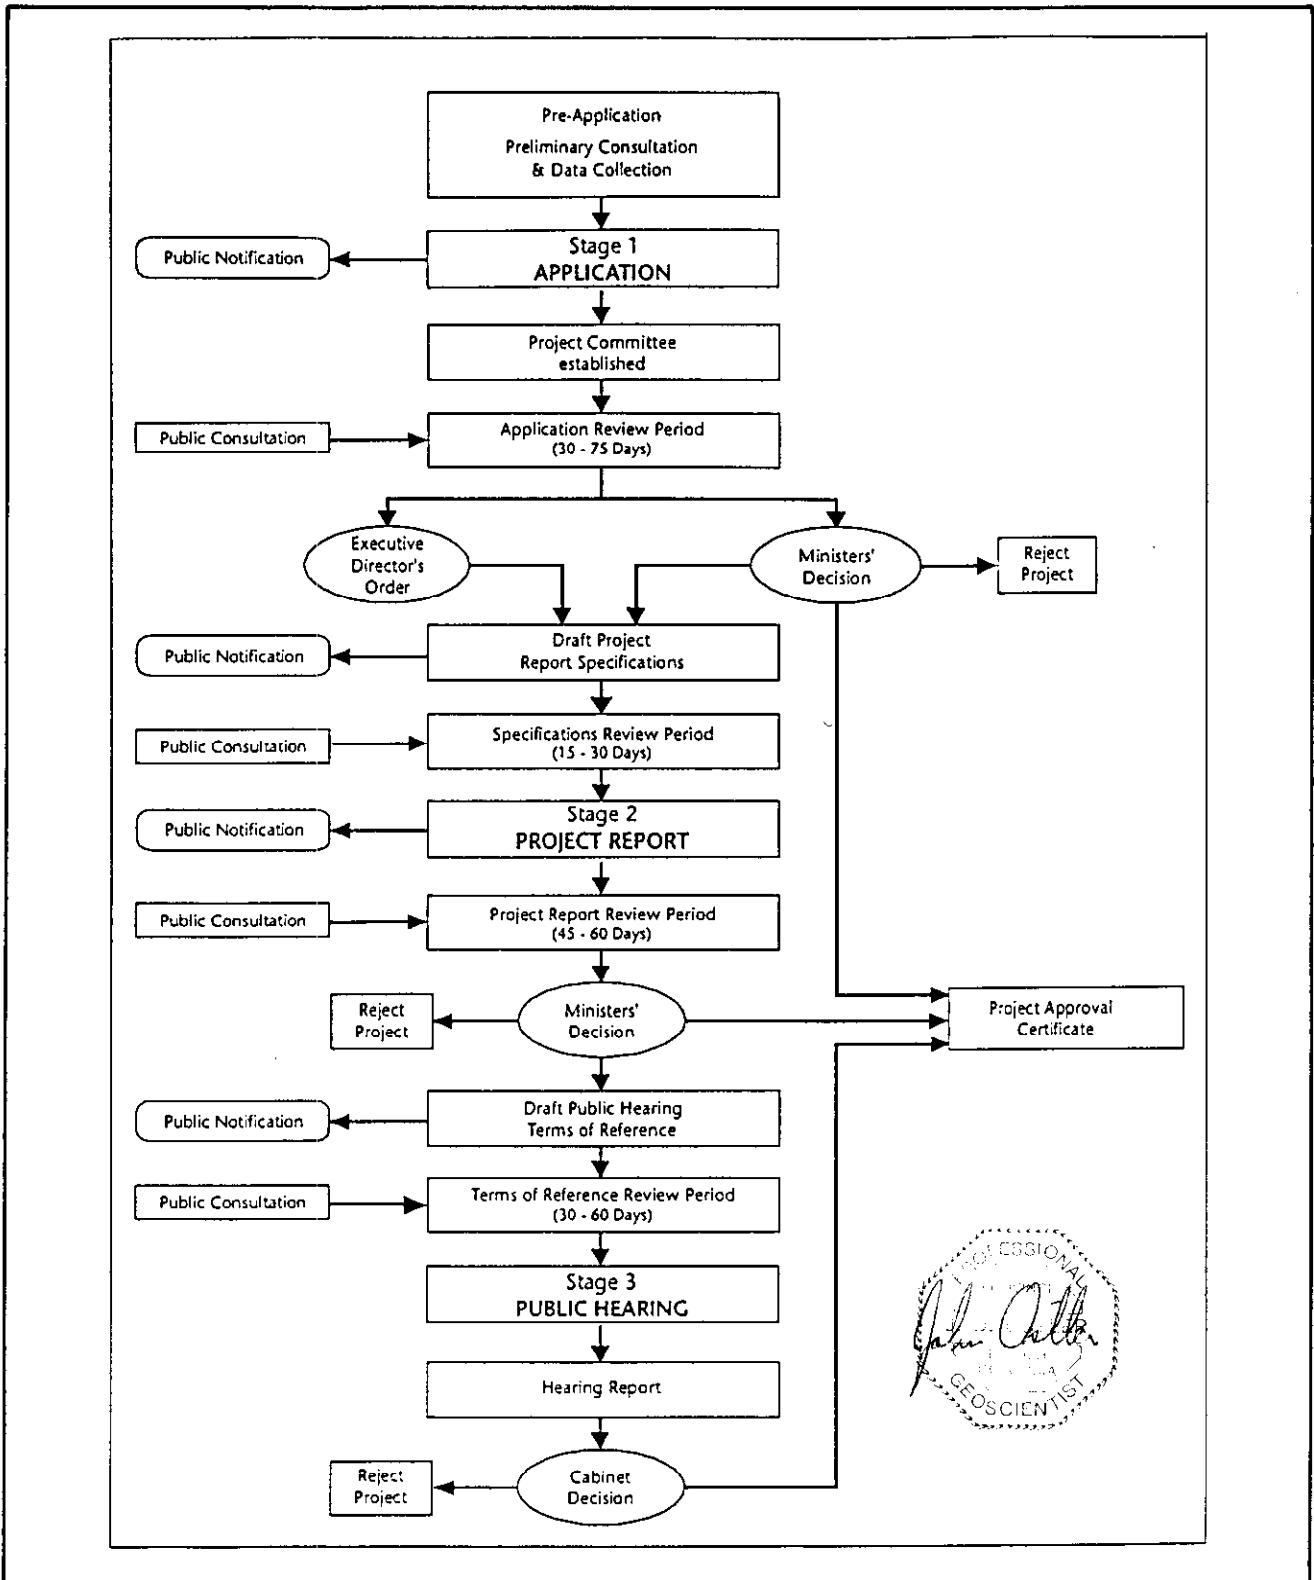 Pre-Application
Preliminary Consultation
& Data Collection
Public Notification
Stage 1
APPLICATION
Project Committee
established
Public Consultation
Application Review Period
(30 - 75 Days)
Executive
Director's
Order
Ministers'
Decision
Reject
Project
Public Notification
Draft Project
Report Specifications
Public Consultation
Specifications Review Period
(15 - 30 Days)
Public Notification
Stage 2
PROJECT REPORT
Public Consultation
Project Report Review Period
(45 - 60 Days)
Reject
Project
Ministers'
Decision
Project Approval
Certificate
Public Notification
Draft Public Hearing
Terms of Reference
Public Consultation
Terms of Reference Review Period
(30 - 60 Days)
Stage 3
PUBLIC HEARING
Hearing Report
Reject
Project
Cabinet
Decision
PROFESSIONAL
GEOSCIENTIST